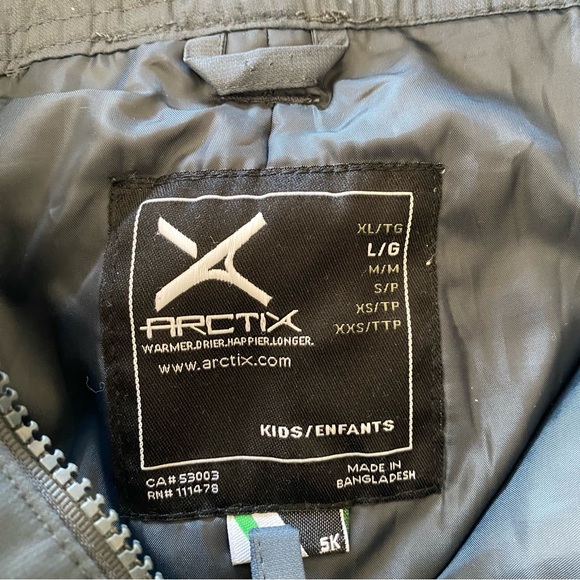 XL/TG
L/G
M/M
S/P
XS/TP
XXS/TTP
ARCTIX
WARMER.DRIER.HAPPIER.LONGER.
www.arctix.com
KIDS/ENFANTS
CA# 53003
RN# 111478
MADE IN
BANGLADESH
5K